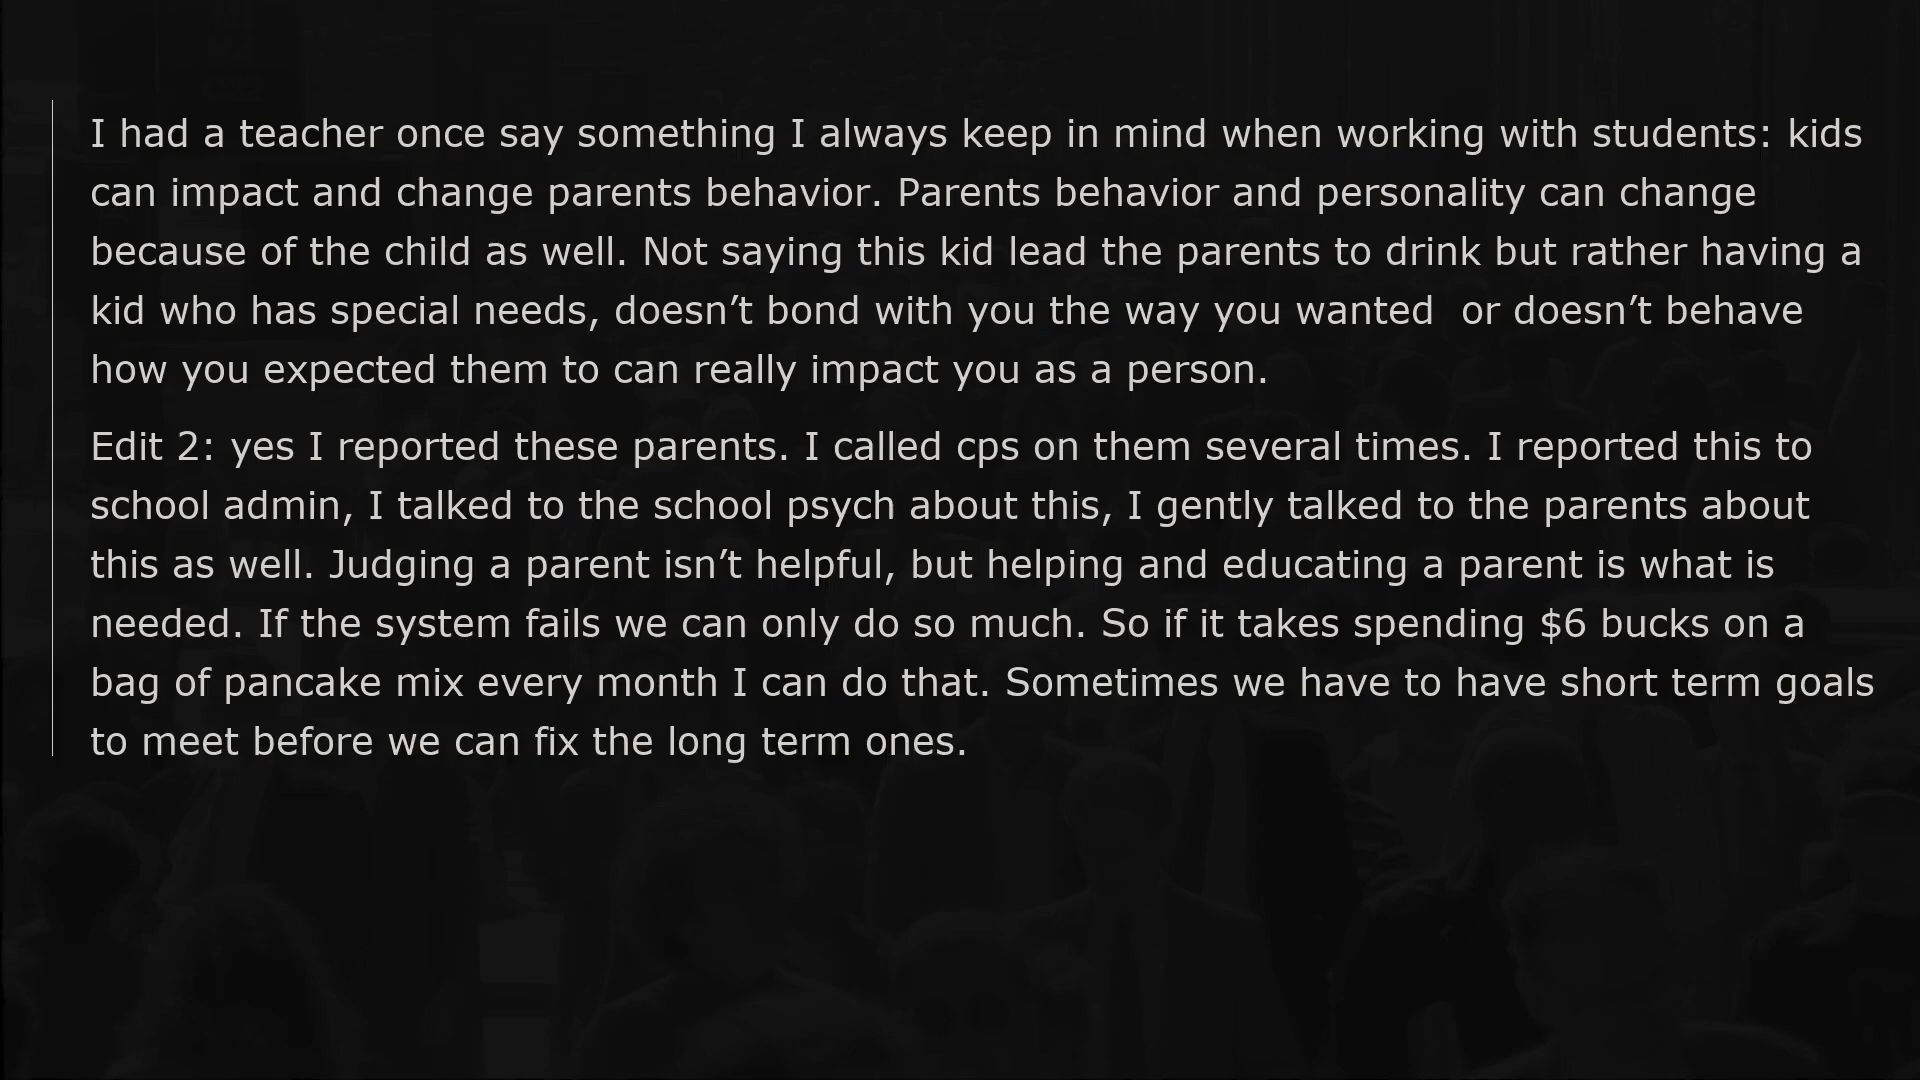 I had a teacher once say something I always keep in mind when working with students: kids
can impact and change parents behavior. Parents behavior and personality can change
because of the child as well. Not saying this kid lead the parents to drink but rather having a
kid who has special needs, doesn’t bond with you the way you wanted  or doesn’t behave
how you expected them to can really impact you as a person.
Edit 2: yes I reported these parents. I called cps on them several times. I reported this to
school admin, I talked to the school psych about this, I gently talked to the parents about
this as well. Judging a parent isn’t helpful, but helping and educating a parent is what is
needed. If the system fails we can only do so much. So if it takes spending $6 bucks on a
bag of pancake mix every month I can do that. Sometimes we have to have short term goals
to meet before we can fix the long term ones.